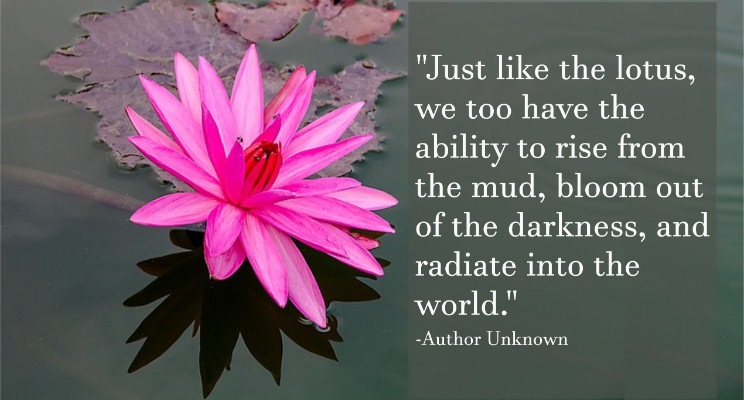 "Just like the lotus,
we too have the
ability to rise from
the mud, bloom out
of the darkness, and
radiate into the
world."
-Author Unknown